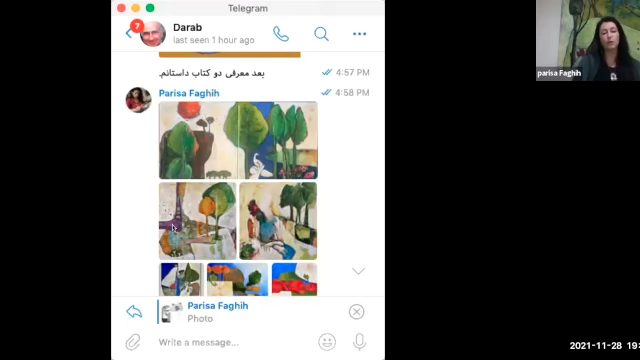 Telegram
7
Darab
last seen 1 hour ago
بعد معرفی دو کتاب داستانم.
4:57 PM
Parisa Faghih
4:58 PM
Parisa Faghih
Photo
Write a message...
parisa Faghih
2021-11-28 19: